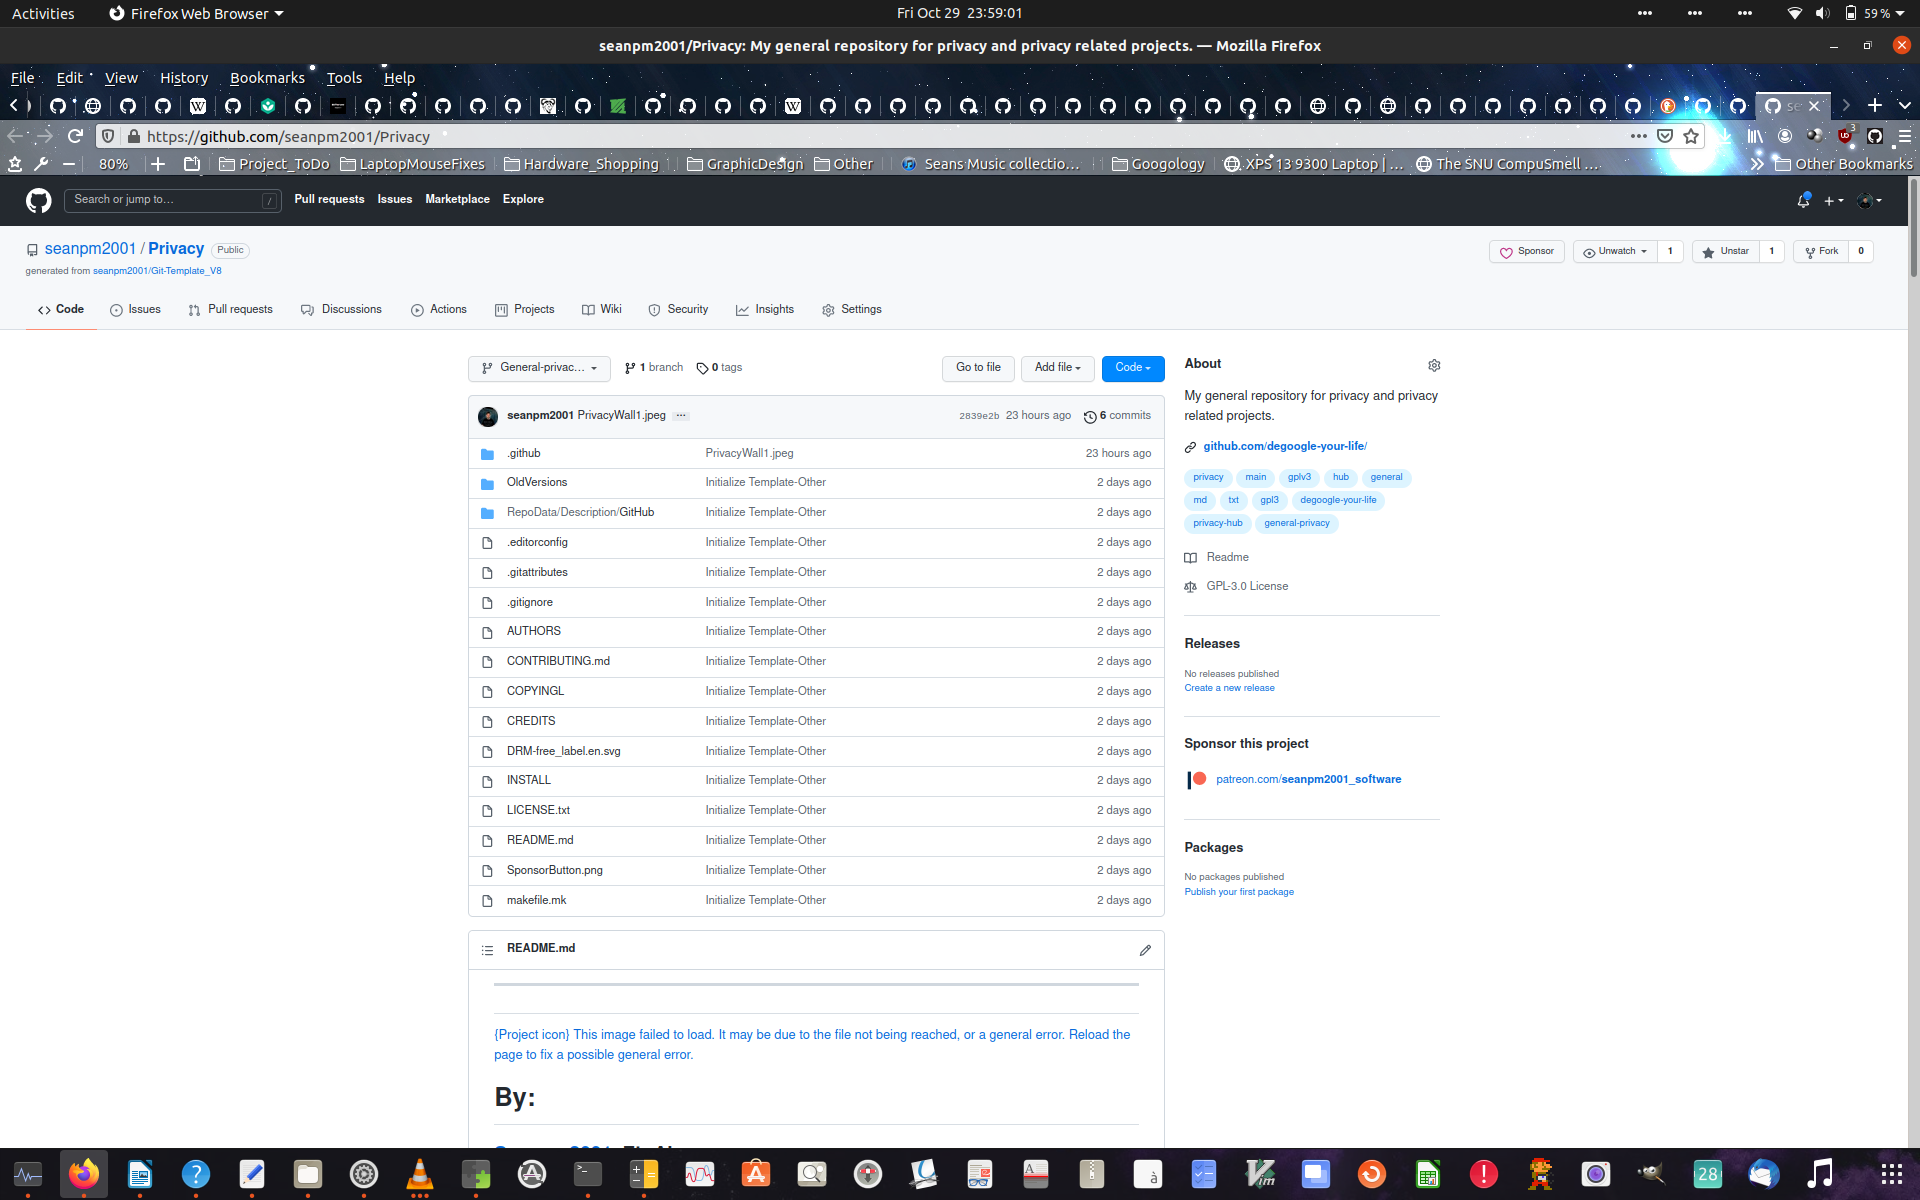 Activities
Firefox Web Browser
Fri Oct 29 23:59:01
59 %
seanpm2001/Privacy: My general repository for privacy and privacy related projects. — Mozilla Firefox
File Edit View History Bookmarks Tools Help
https://github.com/seanpm2001/Privacy
3
80% Project_ToDo LaptopMouseFixes Hardware_Shopping GraphicDesign Other Seans Music collectio… Googology XPS 13 9300 Laptop | … The SNU CompuSmell … Other Bookmarks
Search or jump to… /
Pull requests Issues Marketplace Explore
seanpm2001 / Privacy Public
generated from seanpm2001/Git-Template_V8
Sponsor Unwatch 1 Unstar 1 Fork 0
Code Issues Pull requests Discussions Actions Projects Wiki Security Insights Settings
General-privac… 1 branch 0 tags Go to file Add file Code
seanpm2001 PrivacyWall1.jpeg … 2839e2b 23 hours ago 6 commits
.github PrivacyWall1.jpeg 23 hours ago
OldVersions Initialize Template-Other 2 days ago
RepoData/Description/GitHub Initialize Template-Other 2 days ago
.editorconfig Initialize Template-Other 2 days ago
.gitattributes Initialize Template-Other 2 days ago
.gitignore Initialize Template-Other 2 days ago
AUTHORS Initialize Template-Other 2 days ago
CONTRIBUTING.md Initialize Template-Other 2 days ago
COPYINGL Initialize Template-Other 2 days ago
CREDITS Initialize Template-Other 2 days ago
DRM-free_label.en.svg Initialize Template-Other 2 days ago
INSTALL Initialize Template-Other 2 days ago
LICENSE.txt Initialize Template-Other 2 days ago
README.md Initialize Template-Other 2 days ago
SponsorButton.png Initialize Template-Other 2 days ago
makefile.mk Initialize Template-Other 2 days ago
README.md
{Project icon} This image failed to load. It may be due to the file not being reached, or a general error. Reload the
page to fix a possible general error.
By:
About
My general repository for privacy and privacy
related projects.
github.com/degoogle-your-life/
privacy main gplv3 hub general
md txt gpl3 degoogle-your-life
privacy-hub general-privacy
Readme
GPL-3.0 License
Releases
No releases published
Create a new release
Sponsor this project
patreon.com/seanpm2001_software
Packages
No packages published
Publish your first package
28